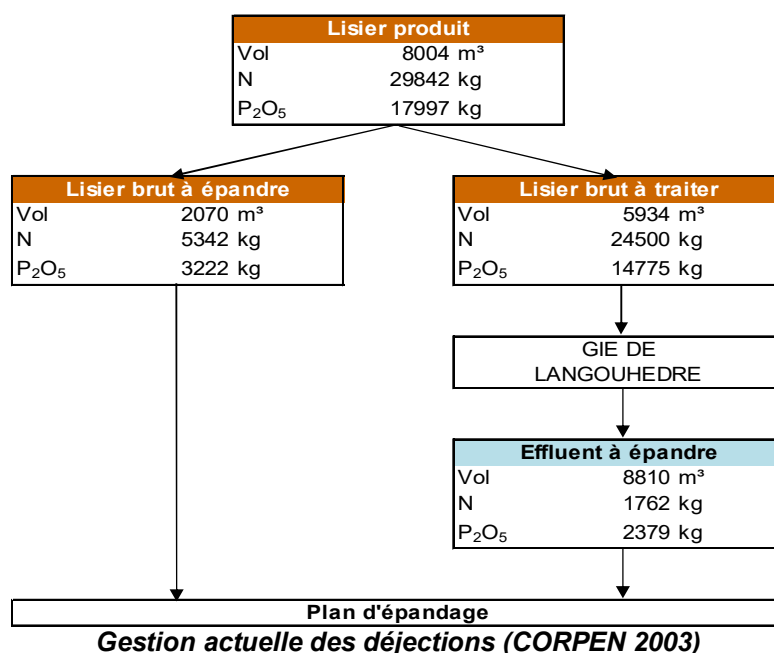 Lisier produit
Vol 8004 m³
N 29842 kg
P₂O₅ 17997 kg
Lisier brut à épandre
Vol 2070 m³
N 5342 kg
P₂O₅ 3222 kg
Lisier brut à traiter
Vol 5934 m³
N 24500 kg
P₂O₅ 14775 kg
GIE DE
LANGOUHEDRE
Effluent à épandre
Vol 8810 m³
N 1762 kg
P₂O₅ 2379 kg
Plan d'épandage
Gestion actuelle des déjections (CORPEN 2003)